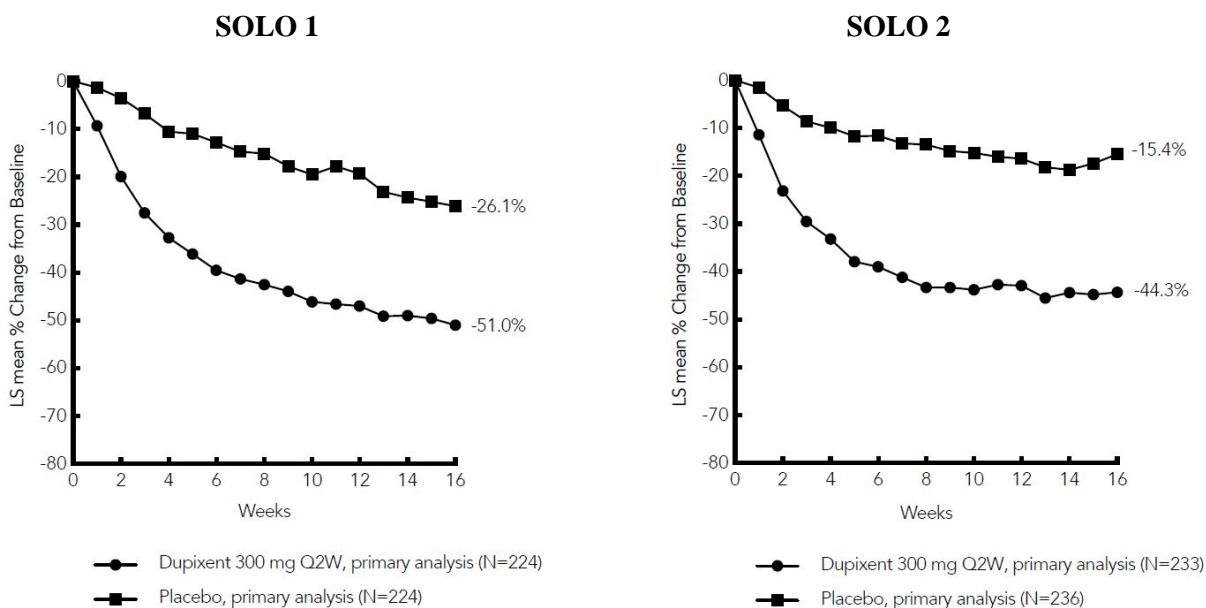 SOLO 1
LS mean % Change from Baseline
0
-10
-20
-30
-40
-50
-60
-70
-80
0 2 4 6 8 10 12 14 16
Weeks
-26.1%
-51.0%
Dupixent 300 mg Q2W, primary analysis (N=224)
Placebo, primary analysis (N=224)
SOLO 2
LS mean % Change from Baseline
0
-10
-20
-30
-40
-50
-60
-70
-80
0 2 4 6 8 10 12 14 16
Weeks
-15.4%
-44.3%
Dupixent 300 mg Q2W, primary analysis (N=233)
Placebo, primary analysis (N=236)